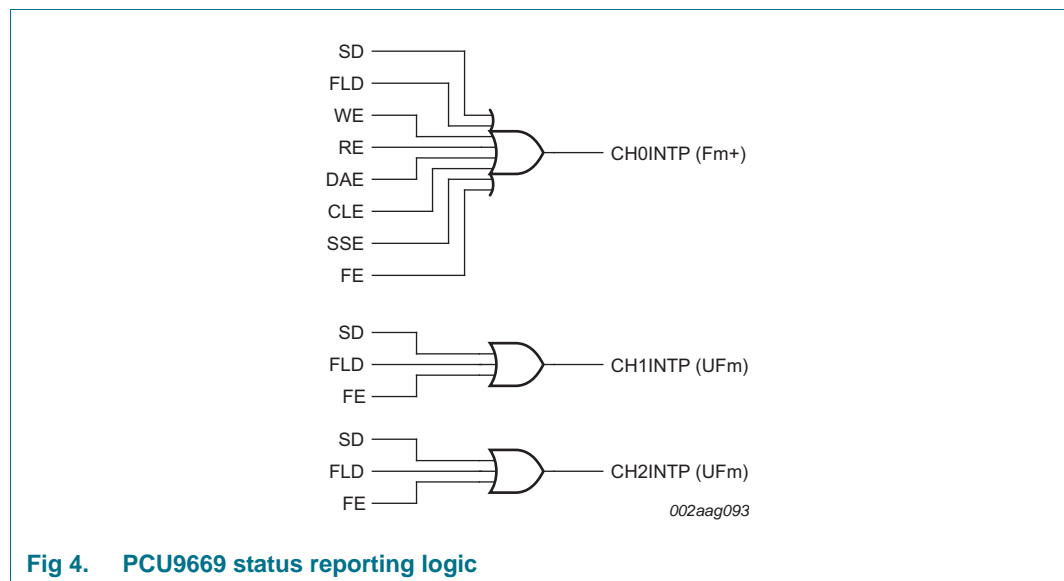 SD
FLD
WE
RE
DAE
CLE
SSE
FE
CH0INTP (Fm+)
SD
FLD
FE
CH1INTP (UFm)
SD
FLD
FE
CH2INTP (UFm)
002aag093
Fig 4. PCU9669 status reporting logic